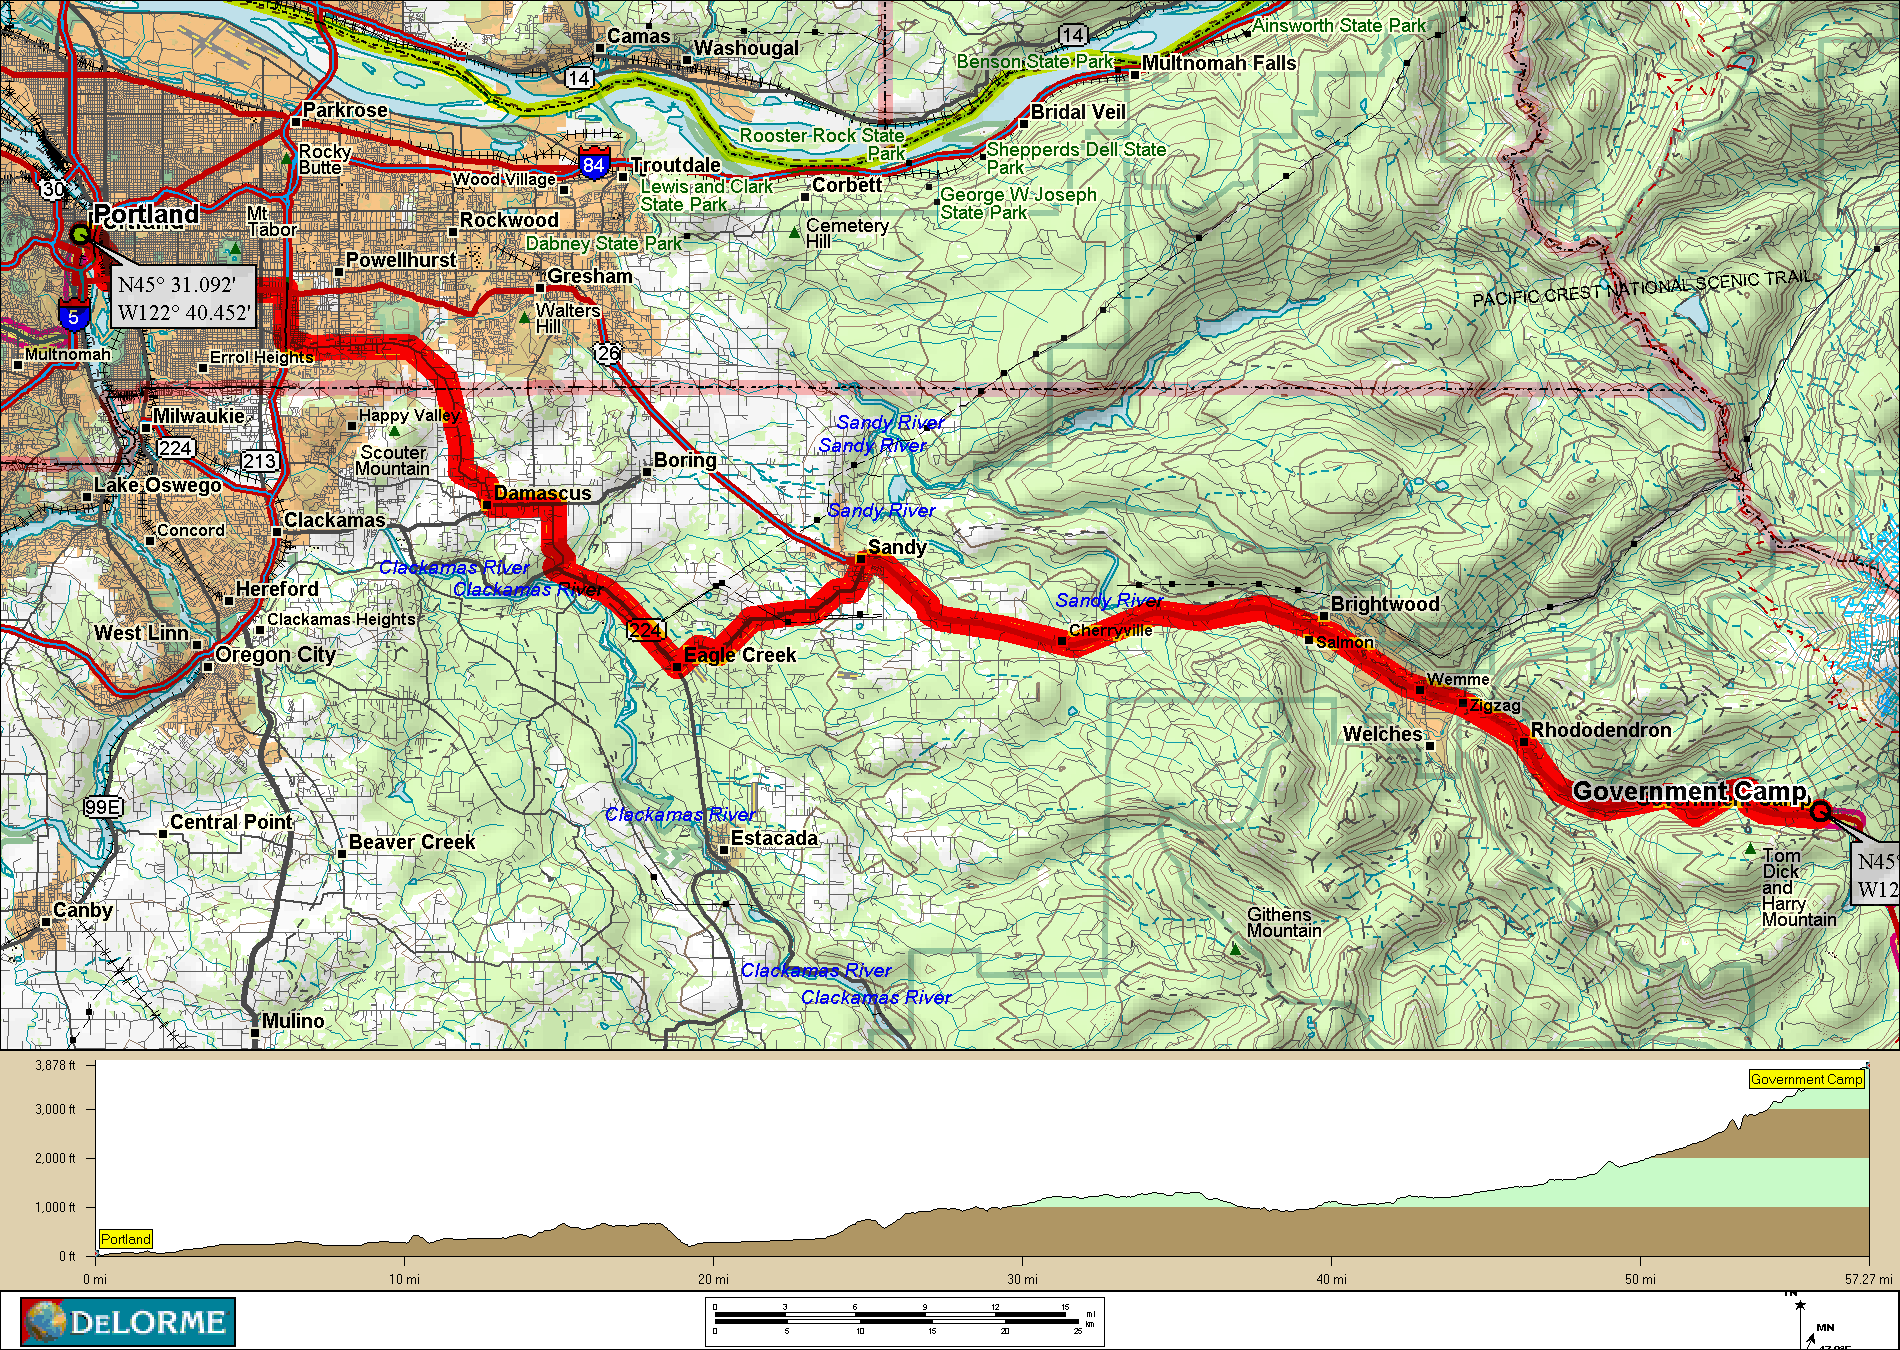 Ainsworth State Park
Camas
Washougal
14
14
Benson State Park
Multnomah Falls
Parkrose
Bridal Veil
Rooster Rock State
Park
Rocky
Butte
84
Troutdale
Shepperds Dell State
Park
Wood Village
Corbett
30
Lewis and Clark
State Park
George W Joseph
State Park
Portland
Mt
Tabor
Rockwood
Cemetery
Hill
Dabney State Park
Powellhurst
Gresham
N45° 31.092'
W122° 40.452'
PACIFIC CREST NATIONAL SCENIC TRAIL
5
Walters
Hill
Multnomah
Errol Heights
26
Milwaukie
Happy Valley
Sandy River
Sandy River
224
213
Scouter
Mountain
Boring
Lake Oswego
Damascus
Sandy River
Clackamas
Concord
Sandy
Clackamas River
Clackamas River
Hereford
Sandy River
Brightwood
Clackamas Heights
224
Cherryville
Salmon
West Linn
Oregon City
Eagle Creek
Wemme
Zigzag
Welches
Rhododendron
Government Camp
99E
Central Point
Clackamas River
Beaver Creek
Estacada
N45°
W12
Tom
Dick
and
Harry
Mountain
Canby
Githens
Mountain
Clackamas River
Clackamas River
Mulino
3,878 ft
3,000 ft
2,000 ft
1,000 ft
0 ft
Portland
Government Camp
0 mi
10 mi
20 mi
30 mi
40 mi
50 mi
57.27 mi
DELORME
0 3 6 9 12 15 mi
0 5 10 15 20 25 km
MN